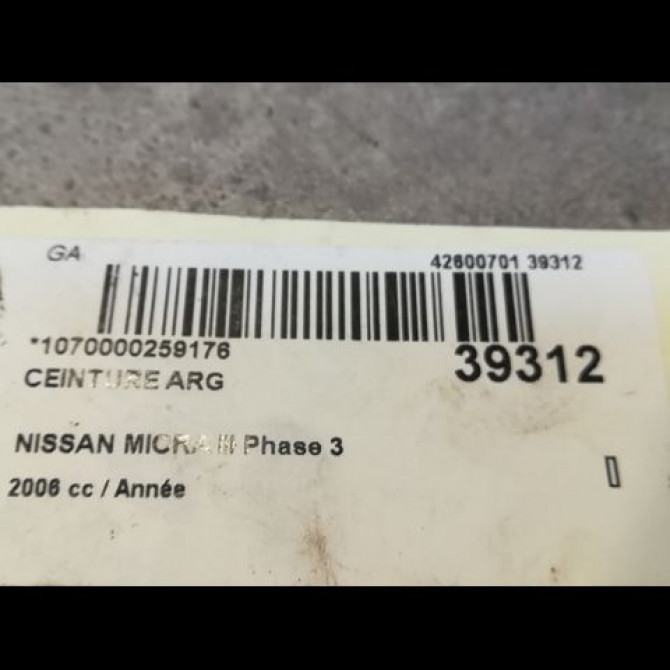 GA
42600701 39312
*1070000259176
39312
CEINTURE ARG
NISSAN MICRA III Phase 3
2006 cc / Année